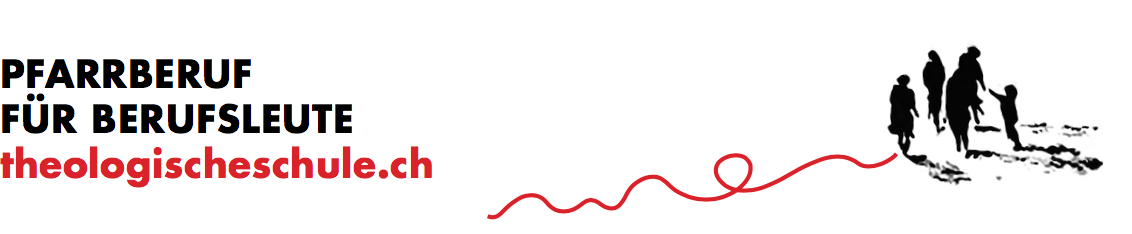 PFARRBERUF
FÜR BERUFSLEUTE
theologischeschule.ch